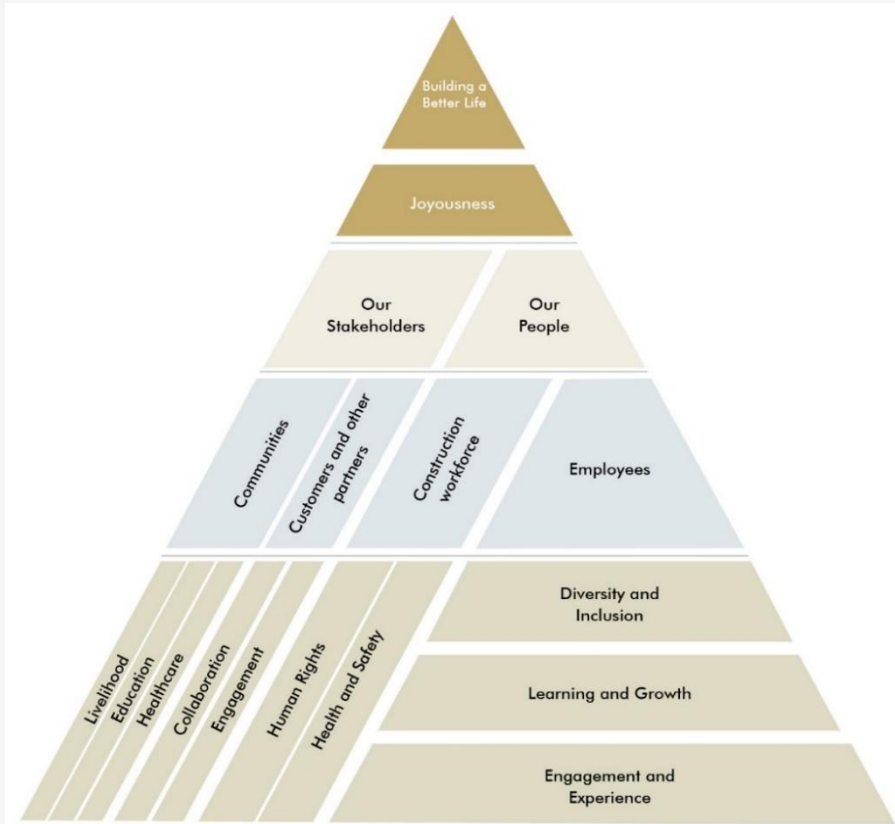 Building a
Better Life
Joyousness
Our
Stakeholders
Our
People
Communities
Customers and other
partners
Construction
workforce
Employees
Livelihood
Education
Healthcare
Collaboration
Engagement
Human Rights
Health and Safety
Diversity and
Inclusion
Learning and Growth
Engagement and
Experience